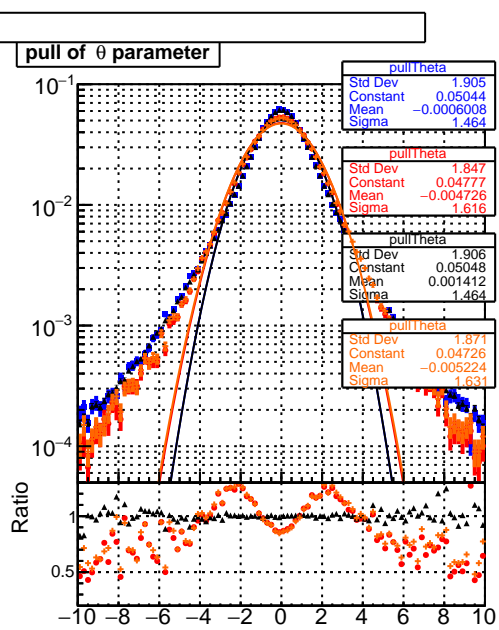 pull of θ parameter
pullTheta
Std Dev 1.905
Constant 0.05044
Mean −0.0006008
Sigma 1.464
pullTheta
Std Dev 1.847
Constant 0.04777
Mean −0.004726
Sigma 1.616
pullTheta
Std Dev 1.906
Constant 0.05048
Mean 0.001412
Sigma 1.464
pullTheta
Std Dev 1.871
Constant 0.04726
Mean −0.005224
Sigma 1.631
10⁻¹
10⁻²
10⁻³
10⁻⁴
Ratio
1
0.5
−10 −8 −6 −4 −2 0 2 4 6 8 10